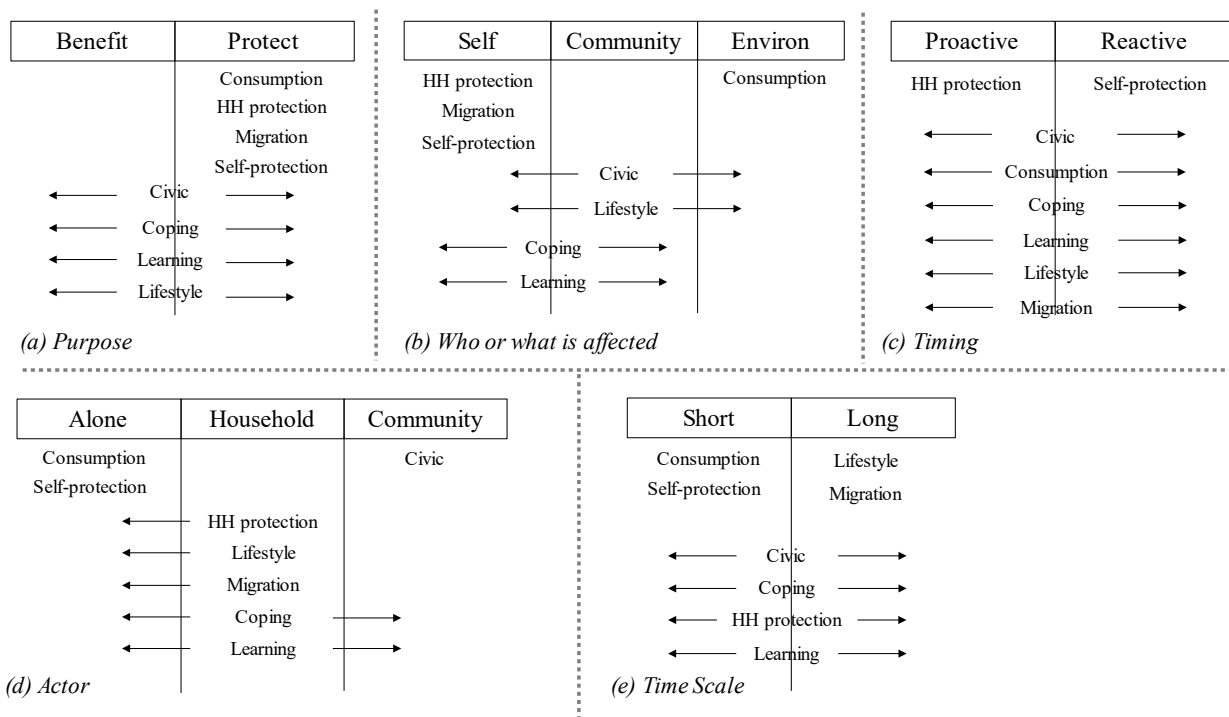 Benefit Protect
Consumption
HH protection
Migration
Self-protection
Civic
Coping
Learning
Lifestyle
(a) Purpose
Self Community Environ
HH protection Consumption
Migration
Self-protection
Civic
Lifestyle
Coping
Learning
(b) Who or what is affected
Proactive Reactive
HH protection Self-protection
Civic
Consumption
Coping
Learning
Lifestyle
Migration
(c) Timing
Alone Household Community
Consumption Civic
Self-protection
HH protection
Lifestyle
Migration
Coping
Learning
(d) Actor
Short Long
Consumption Lifestyle
Self-protection Migration
Civic
Coping
HH protection
Learning
(e) Time Scale